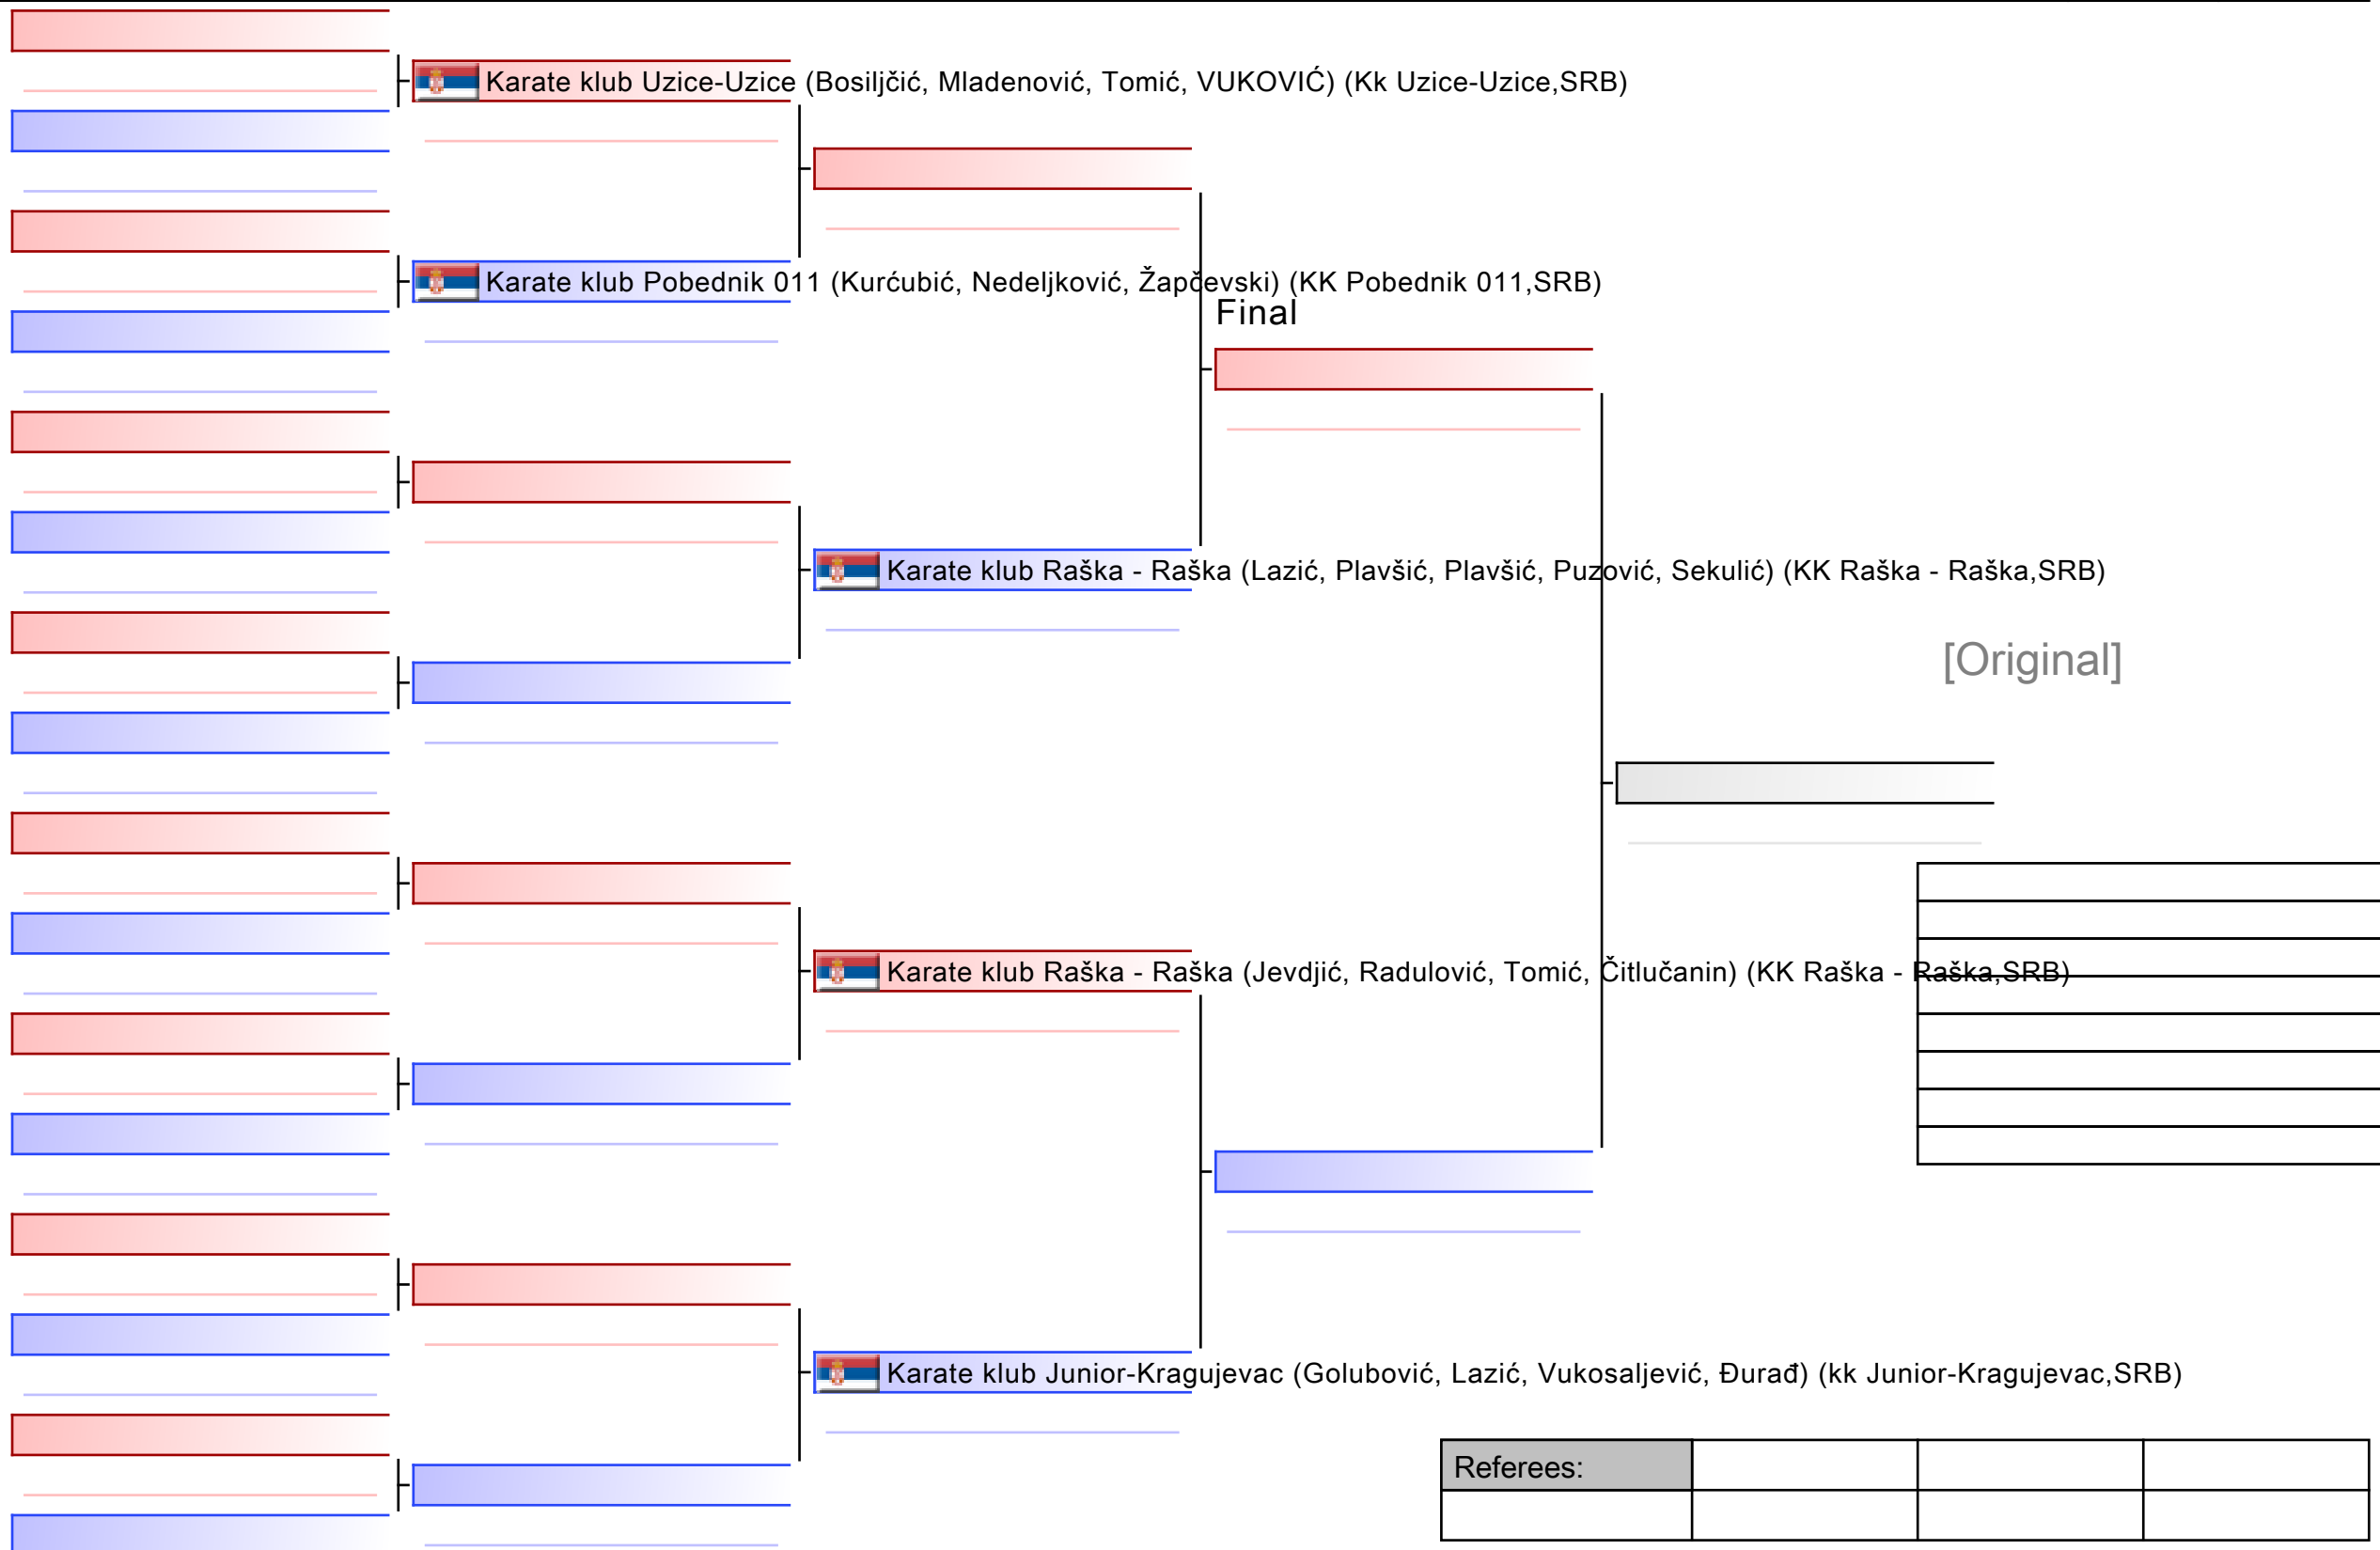 Karate klub Uzice-Uzice (Bosiljčić, Mladenović, Tomić, VUKOVIĆ) (Kk Uzice-Uzice,SRB)
Karate klub Pobednik 011 (Kurćubić, Nedeljković, Žapčevski) (KK Pobednik 011,SRB)
Final
Karate klub Raška - Raška (Lazić, Plavšić, Plavšić, Puzović, Sekulić) (KK Raška - Raška,SRB)
[Original]
Karate klub Raška - Raška (Jevdjić, Radulović, Tomić, Čitlučanin) (KK Raška - Raška,SRB)
Karate klub Junior-Kragujevac (Golubović, Lazić, Vukosaljević, Đurađ) (kk Junior-Kragujevac,SRB)
Referees: